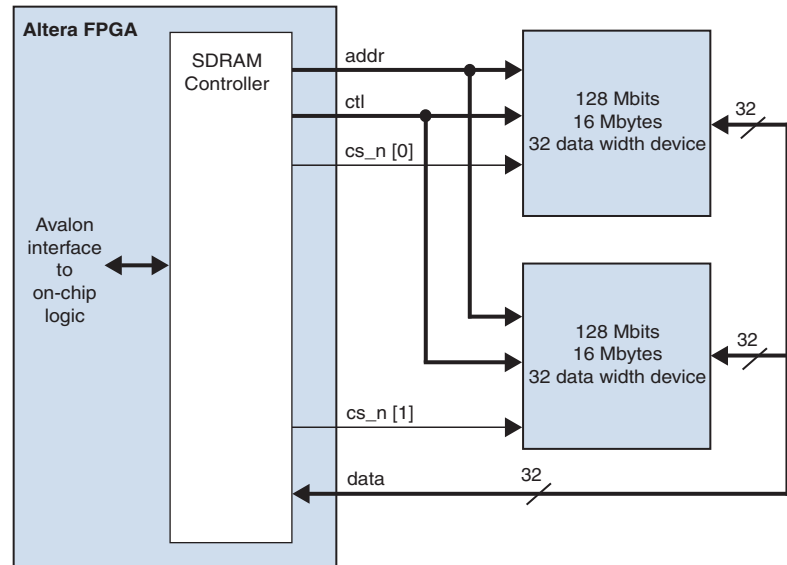 Altera FPGA
SDRAM
Controller
addr
ctl
cs_n [0]
128 Mbits
16 Mbytes
32 data width device
32
Avalon
interface
to
on-chip
logic
128 Mbits
16 Mbytes
32 data width device
32
cs_n [1]
data
32